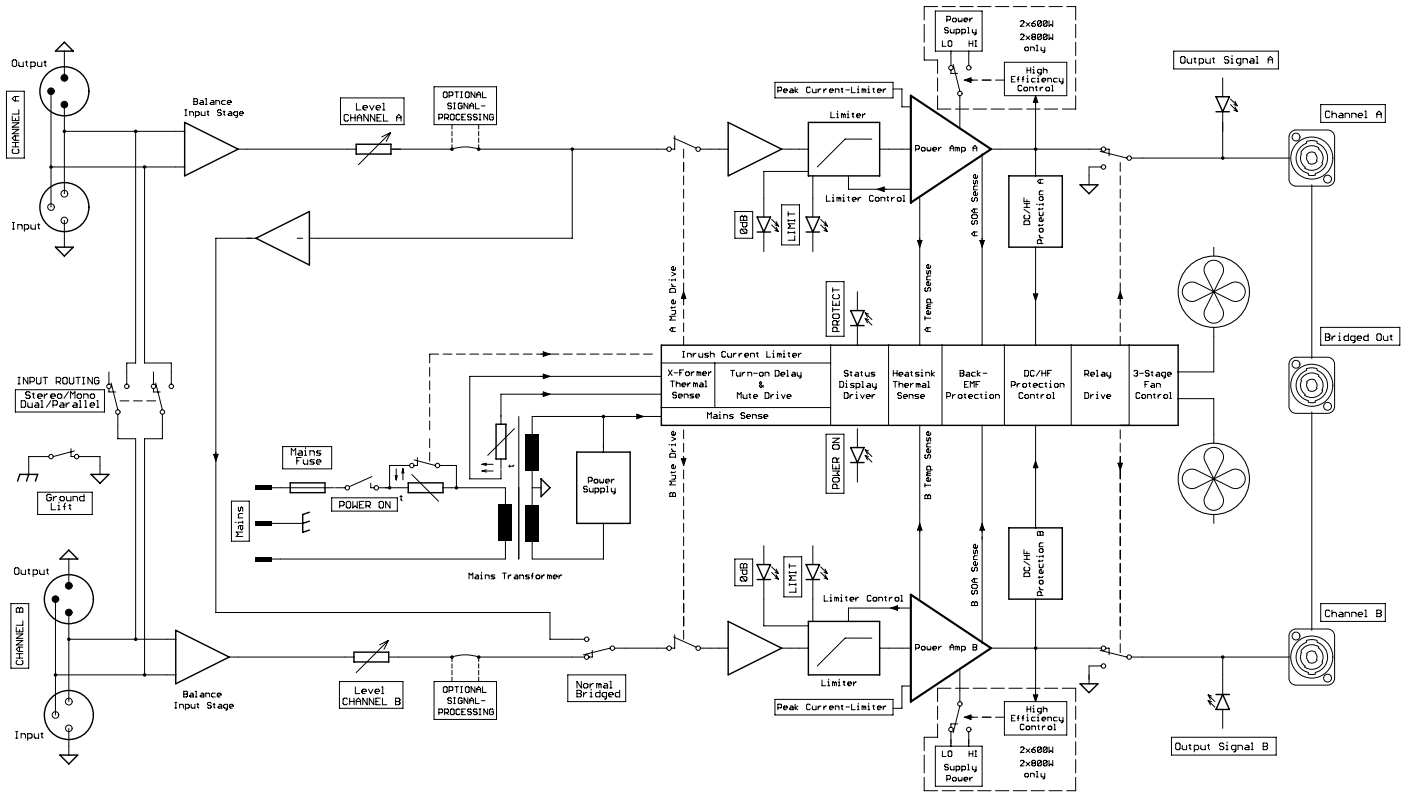 Output
CHANNEL A
Input
Balance
Input Stage
Level
CHANNEL A
OPTIONAL
SIGNAL-
PROCESSING
Peak Current-Limiter
Limiter
Limiter Control
0dB
LIMIT
Power Amp A
Power
Supply
LO HI
2x600W
2x800W
only
High
Efficiency
Control
A SOA Sense
DC/HF
Protection A
Output Signal A
Channel A
A Mute Drive
A Temp Sense
PROTECT
Bridged Out
INPUT ROUTING
Stereo/Mono
Dual/Parallel
Inrush Current Limiter
X-Former
Thermal
Sense
Turn-on Delay
&
Mute Drive
Mains Sense
Status
Display
Driver
Heatsink
Thermal
Sense
Back-
EMF
Protection
DC/HF
Protection
Control
Relay
Drive
3-Stage
Fan
Control
Ground
Lift
Mains
Fuse
Mains
POWER ON
t
t
Power
Supply
Mains Transformer
B Mute Drive
POWER ON
B Temp Sense
B SOA Sense
DC/HF
Protection B
Output
CHANNEL B
Input
Balance
Input Stage
Level
CHANNEL B
OPTIONAL
SIGNAL-
PROCESSING
Normal
Bridged
0dB
LIMIT
Limiter Control
Limiter
Peak Current-Limiter
Power Amp B
High
Efficiency
Control
LO HI
Supply
Power
2x600W
2x800W
only
Channel B
Output Signal B